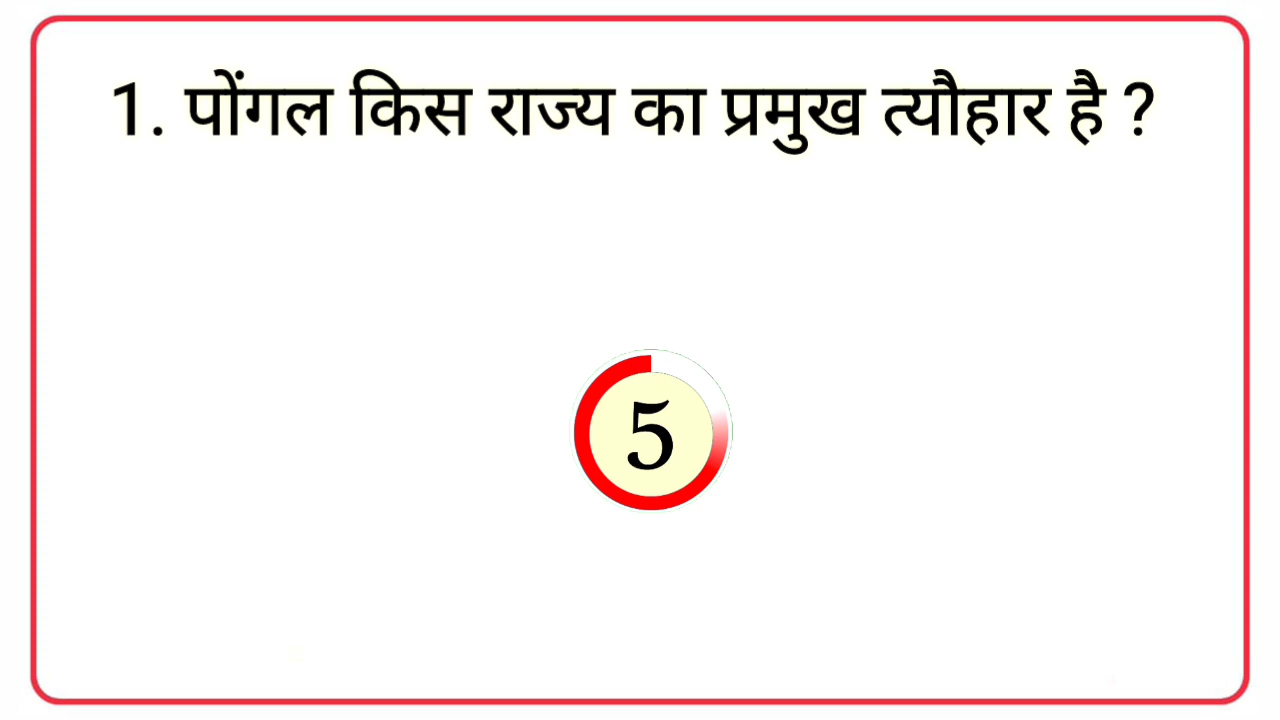 1. पोंगल किस राज्य का प्रमुख त्यौहार है ?
5